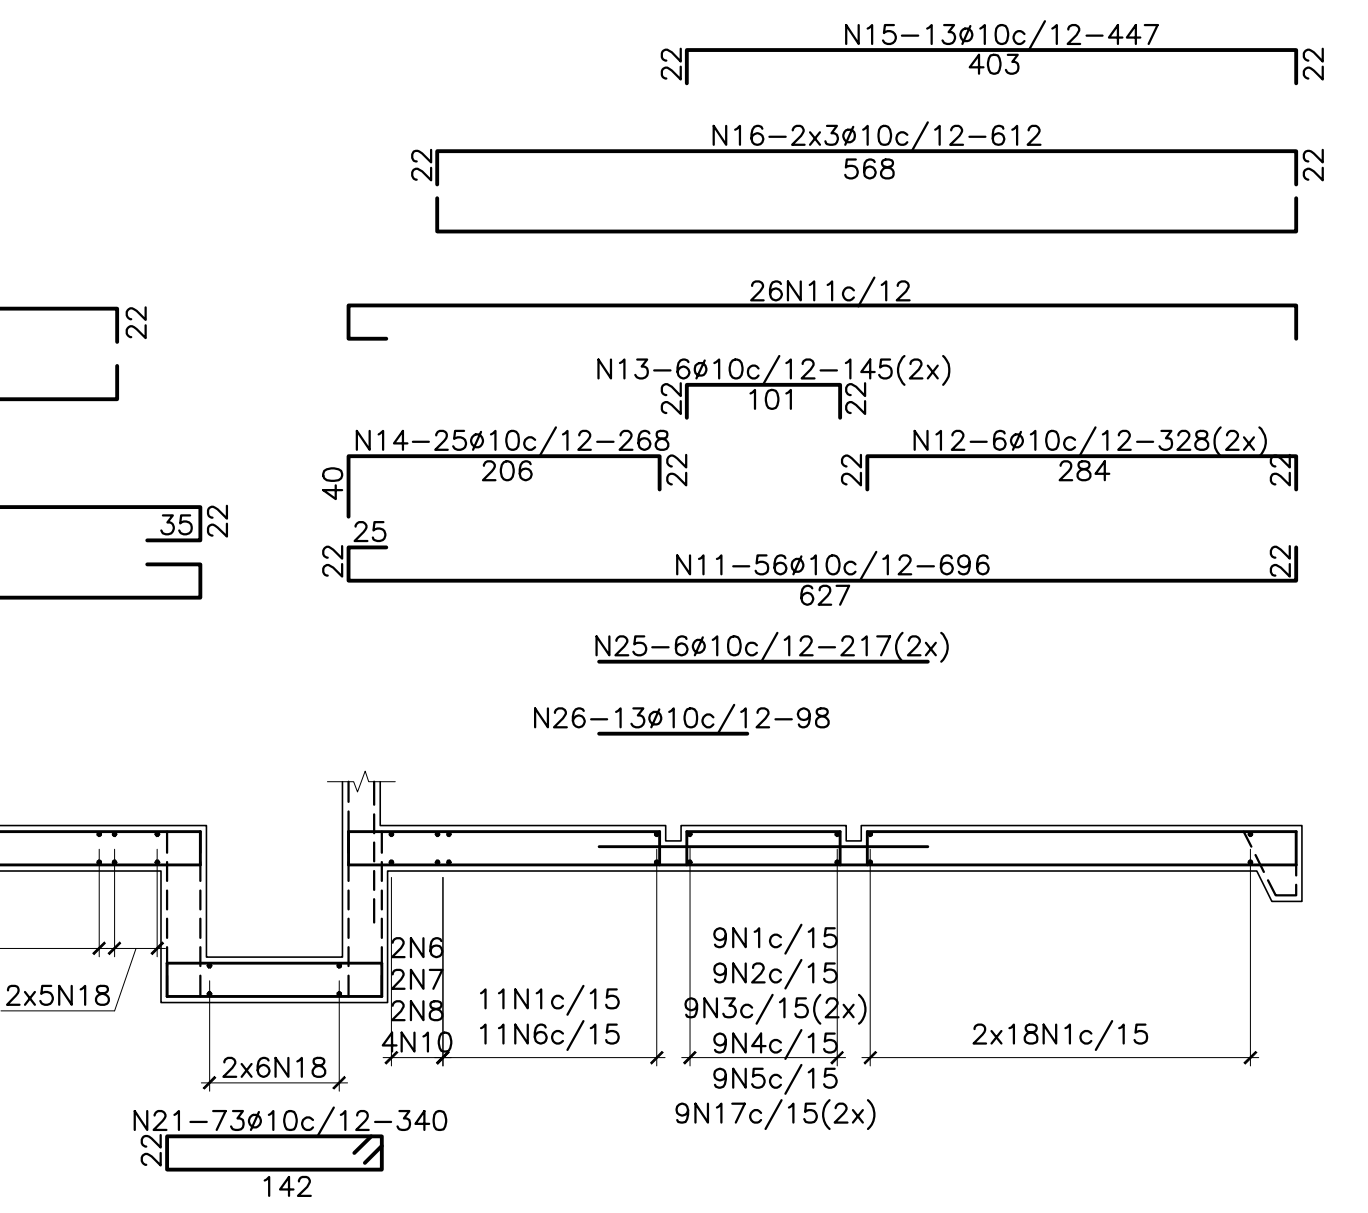 N15-13ø10c/12-447
22
403
22
N16-2x3ø10c/12-612
22
568
22
26N11c/12
22
N13-6ø10c/12-145(2x)
22
101
22
N14-25ø10c/12-268
40
206
22
N12-6ø10c/12-328(2x)
22
284
22
35
22
25
22
N11-56ø10c/12-696
627
22
N25-6ø10c/12-217(2x)
N26-13ø10c/12-98
2x5N18
2N6
2N7
2N8
4N10
11N1c/15
11N6c/15
9N1c/15
9N2c/15
9N3c/15(2x)
9N4c/15
9N5c/15
9N17c/15(2x)
2x18N1c/15
2x6N18
N21-73ø10c/12-340
22
142